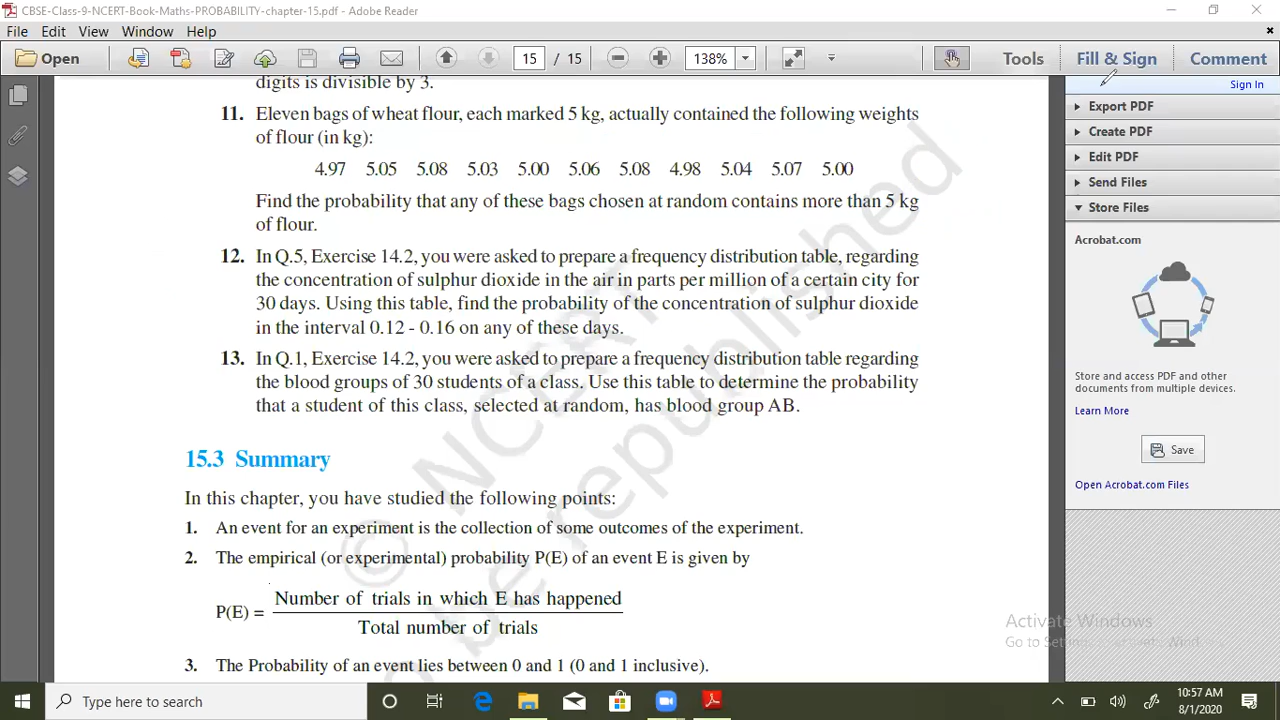 CBSE-Class-9-NCERT-Book-Maths-PROBABILITY-chapter-15.pdf - Adobe Reader
File Edit View Window Help
Open 15 / 15 138% Tools Fill & Sign Comment
Sign In
digits is divisible by 3.
11. Eleven bags of wheat flour, each marked 5 kg, actually contained the following weights
of flour (in kg):
4.97 5.05 5.08 5.03 5.00 5.06 5.08 4.98 5.04 5.07 5.00
Find the probability that any of these bags chosen at random contains more than 5 kg
of flour.
12. In Q.5, Exercise 14.2, you were asked to prepare a frequency distribution table, regarding
the concentration of sulphur dioxide in the air in parts per million of a certain city for
30 days. Using this table, find the probability of the concentration of sulphur dioxide
in the interval 0.12 - 0.16 on any of these days.
13. In Q.1, Exercise 14.2, you were asked to prepare a frequency distribution table regarding
the blood groups of 30 students of a class. Use this table to determine the probability
that a student of this class, selected at random, has blood group AB.
15.3 Summary
In this chapter, you have studied the following points:
1. An event for an experiment is the collection of some outcomes of the experiment.
2. The empirical (or experimental) probability P(E) of an event E is given by
P(E) = Number of trials in which E has happened
Total number of trials
3. The Probability of an event lies between 0 and 1 (0 and 1 inclusive).
© NCERT
be republished
Export PDF
Create PDF
Edit PDF
Send Files
Store Files
Acrobat.com
Store and access PDF and other
documents from multiple devices.
Learn More
Save
Open Acrobat.com Files
Activate Windows
Type here to search
10:57 AM
8/1/2020